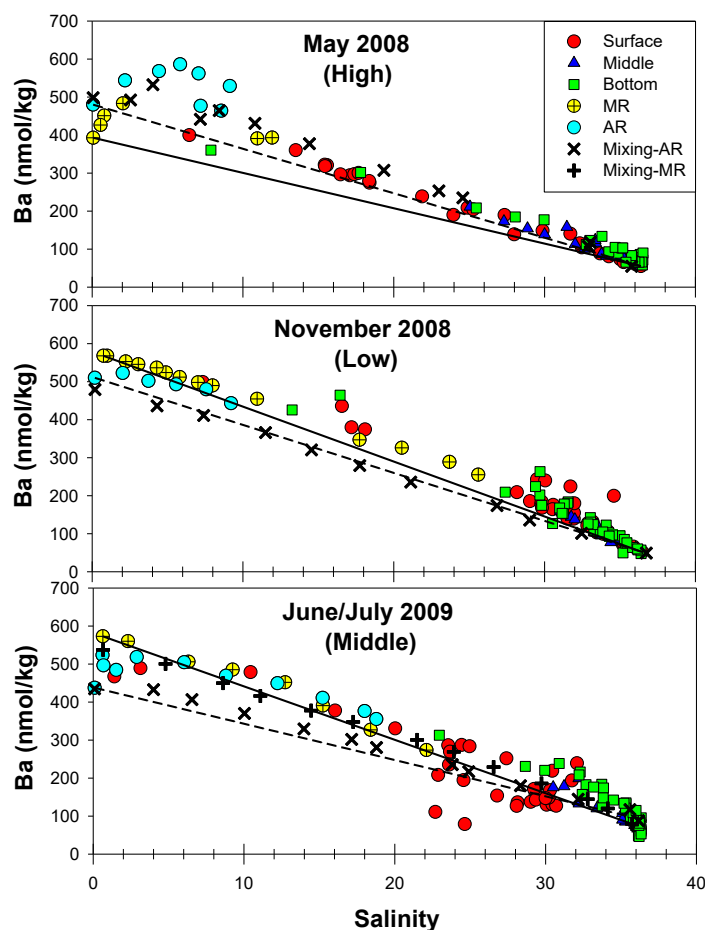 700
600
500
400
300
200
100
0
Ba (nmol/kg)
May 2008
(High)
Surface
Middle
Bottom
MR
AR
Mixing-AR
Mixing-MR
700
600
500
400
300
200
100
0
Ba (nmol/kg)
November 2008
(Low)
700
600
500
400
300
200
100
0
Ba (nmol/kg)
June/July 2009
(Middle)
0 10 20 30 40
Salinity